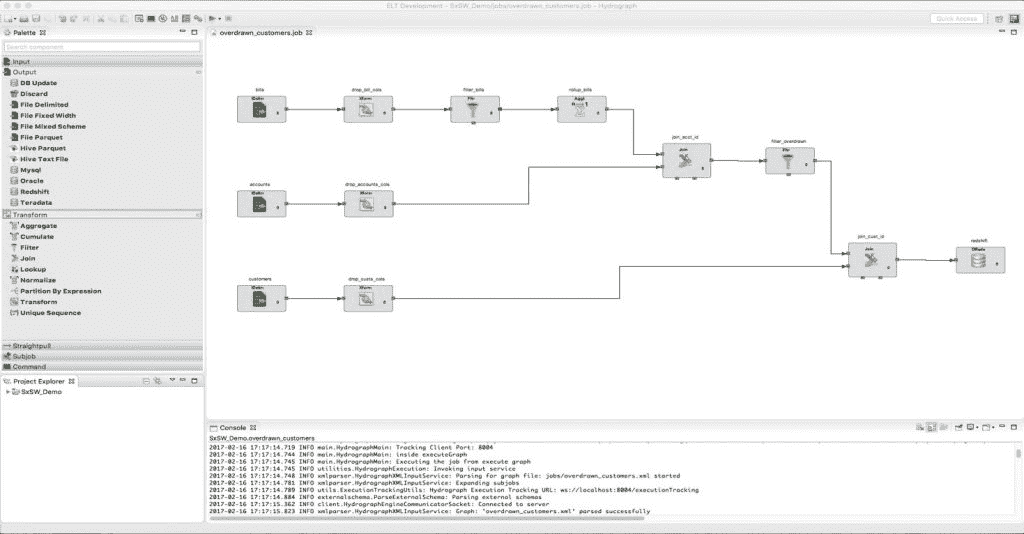 ELT Development - SxSW_Demo/jobs/overdrawn_customers.job - Hydrograph
Quick Access
Palette
overdrawn_customers.job
Search component
Input
Output
DB Update
Discard
File Delimited
File Fixed Width
File Mixed Scheme
File Parquet
Hive Parquet
Hive Text File
Mysql
Oracle
Redshift
Teradata
Transform
Aggregate
Cumulate
Filter
Join
Lookup
Normalize
Partition By Expression
Transform
Unique Sequence
Straightpull
Subjob
Command
Project Explorer
SxSW_Demo
bills
drop_bill_cols
filter_bills
rollup_bills
join_acct_id
Join
filter_overdrawn
accounts
drop_accounts_cols
join_cust_id
Join
redshift
customers
drop_custs_cols
Console
SxSW_Demo.overdrawn_customers
2017-02-16 17:17:14.719 INFO main.HydrographMain: Tracking Client Port: 8004
2017-02-16 17:17:14.744 INFO main.HydrographMain: inside executeGraph
2017-02-16 17:17:14.745 INFO main.HydrographMain: Executing the job from execute graph
2017-02-16 17:17:14.745 INFO utilities.HydrographExecution: Invoking input service
2017-02-16 17:17:14.748 INFO xmlparser.HydrographXMLInputService: Parsing for graph file: jobs/overdrawn_customers.xml started
2017-02-16 17:17:14.781 INFO xmlparser.HydrographXMLInputService: Expanding subjobs
2017-02-16 17:17:14.789 INFO utils.ExecutionTrackingUtils: Hydrograph Execution Tracking URL: ws://localhost:8004/executionTracking
2017-02-16 17:17:14.884 INFO externalschema.ParseExternalSchema: Parsing external schemas
2017-02-16 17:17:15.362 INFO client.HydrographEngineCommunicatorSocket: Connected to server
2017-02-16 17:17:15.823 INFO xmlparser.HydrographXMLInputService: Graph: 'overdrawn_customers.xml' parsed successfully